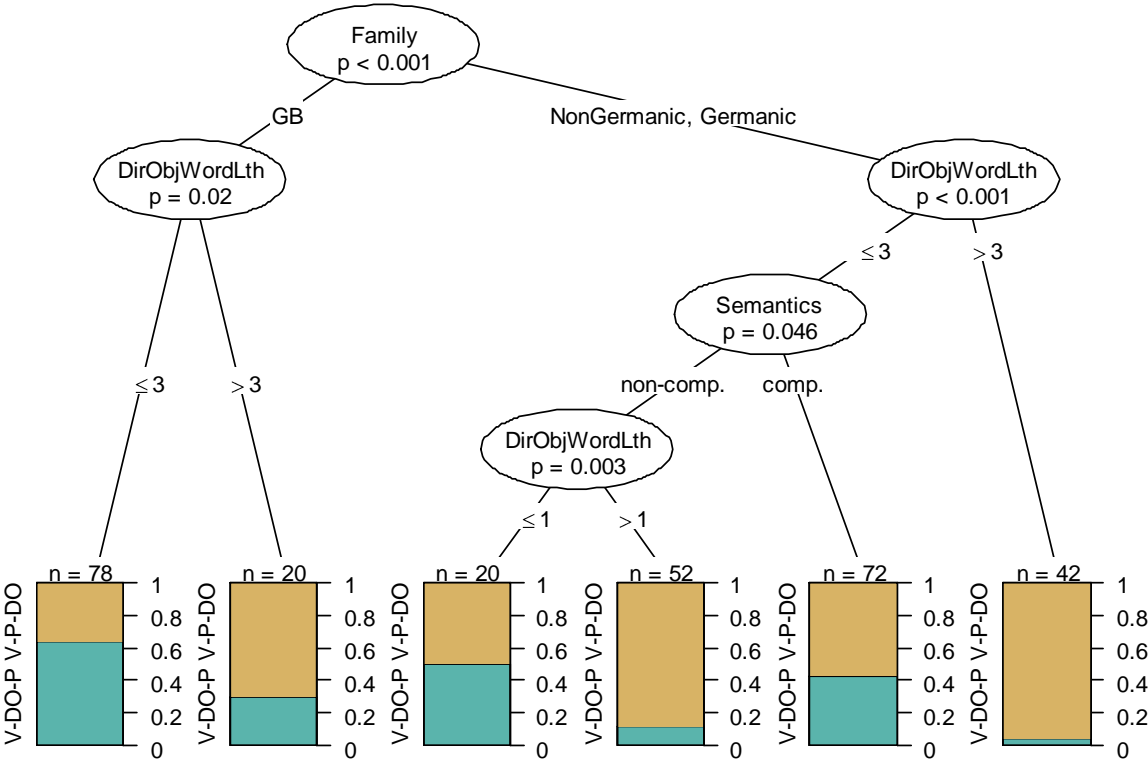 Family
p < 0.001
GB
NonGermanic, Germanic
DirObjWordLth
p = 0.02
DirObjWordLth
p < 0.001
≤ 3
> 3
Semantics
p = 0.046
≤ 3
> 3
non-comp.
comp.
DirObjWordLth
p = 0.003
≤ 1
> 1
n = 78
V-DO-P V-P-DO
1
0.8
0.6
0.4
0.2
0
n = 20
V-DO-P V-P-DO
1
0.8
0.6
0.4
0.2
0
n = 20
V-DO-P V-P-DO
1
0.8
0.6
0.4
0.2
0
n = 52
V-DO-P V-P-DO
1
0.8
0.6
0.4
0.2
0
n = 72
V-DO-P V-P-DO
1
0.8
0.6
0.4
0.2
0
n = 42
V-DO-P V-P-DO
1
0.8
0.6
0.4
0.2
0